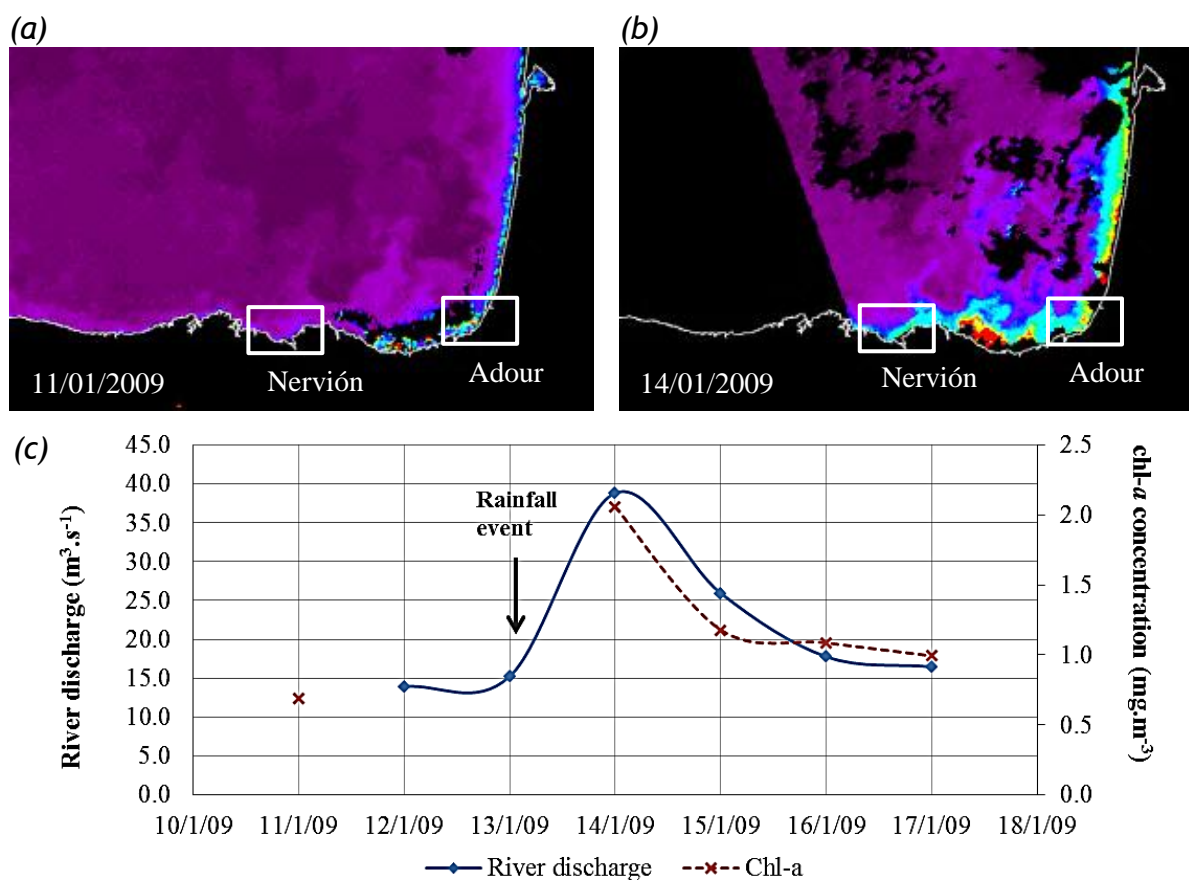 (a)
(b)
11/01/2009
Nervión
Adour
14/01/2009
Nervión
Adour
(c)
River discharge (m³.s⁻¹)
45.0
40.0
35.0
30.0
25.0
20.0
15.0
10.0
5.0
0.0
Rainfall
event
2.5
2.0
1.5
1.0
0.5
0.0
chl-a concentration (mg.m⁻³)
10/1/09 11/1/09 12/1/09 13/1/09 14/1/09 15/1/09 16/1/09 17/1/09 18/1/09
River discharge Chl-a